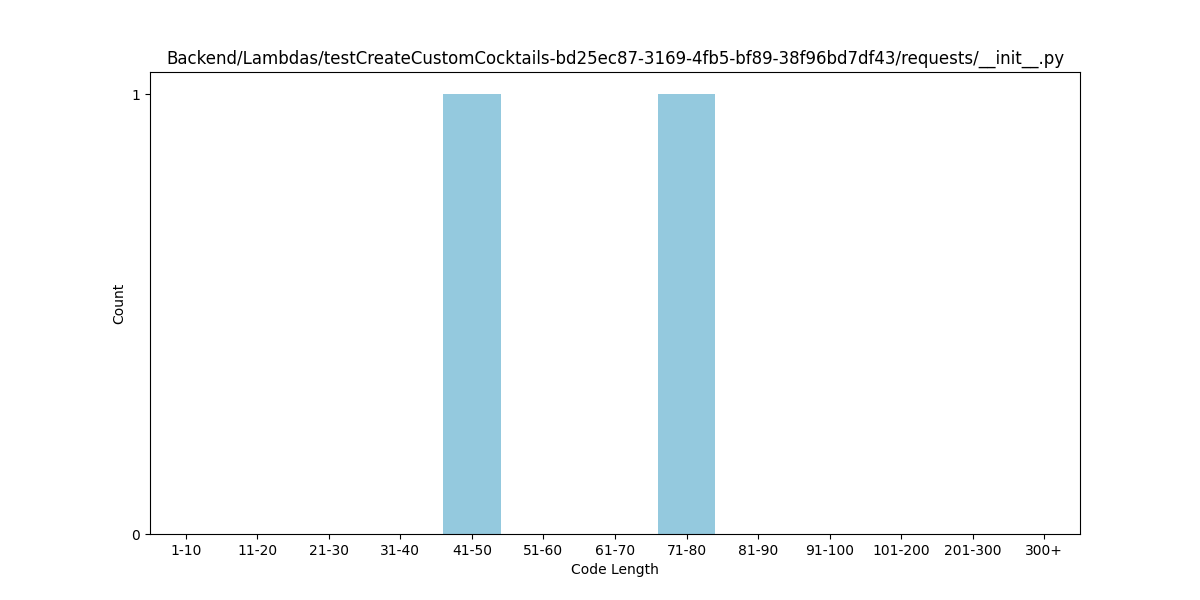 Backend/Lambdas/testCreateCustomCocktails-bd25ec87-3169-4fb5-bf89-38f96bd7df43/requests/__init__.py
1
Count
0
1-10 11-20 21-30 31-40 41-50 51-60 61-70 71-80 81-90 91-100 101-200 201-300 300+
Code Length